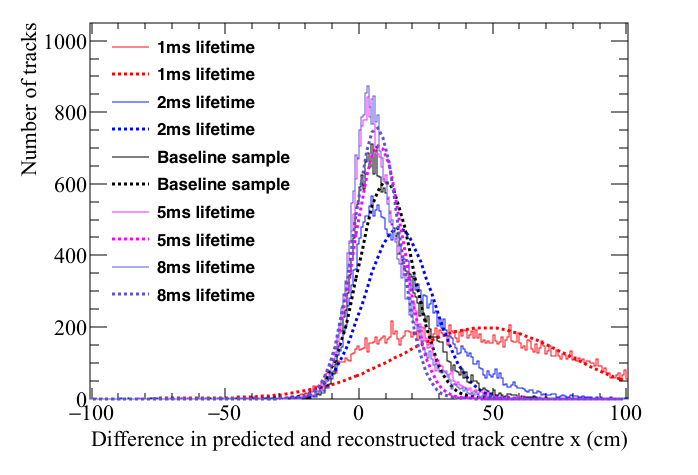 Number of tracks
1000
800
600
400
200
0
1ms lifetime
1ms lifetime
2ms lifetime
2ms lifetime
Baseline sample
Baseline sample
5ms lifetime
5ms lifetime
8ms lifetime
8ms lifetime
−100 −50 0 50 100
Difference in predicted and reconstructed track centre x (cm)